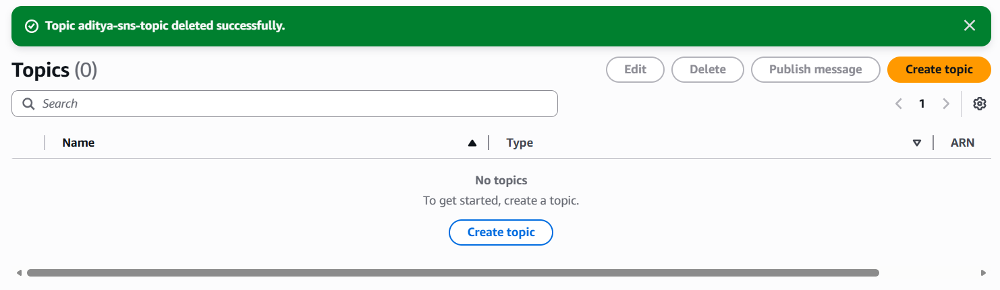 Topic aditya-sns-topic deleted successfully.
Topics (0)
Edit
Delete
Publish message
Create topic
Search
1
Name
Type
ARN
No topics
To get started, create a topic.
Create topic